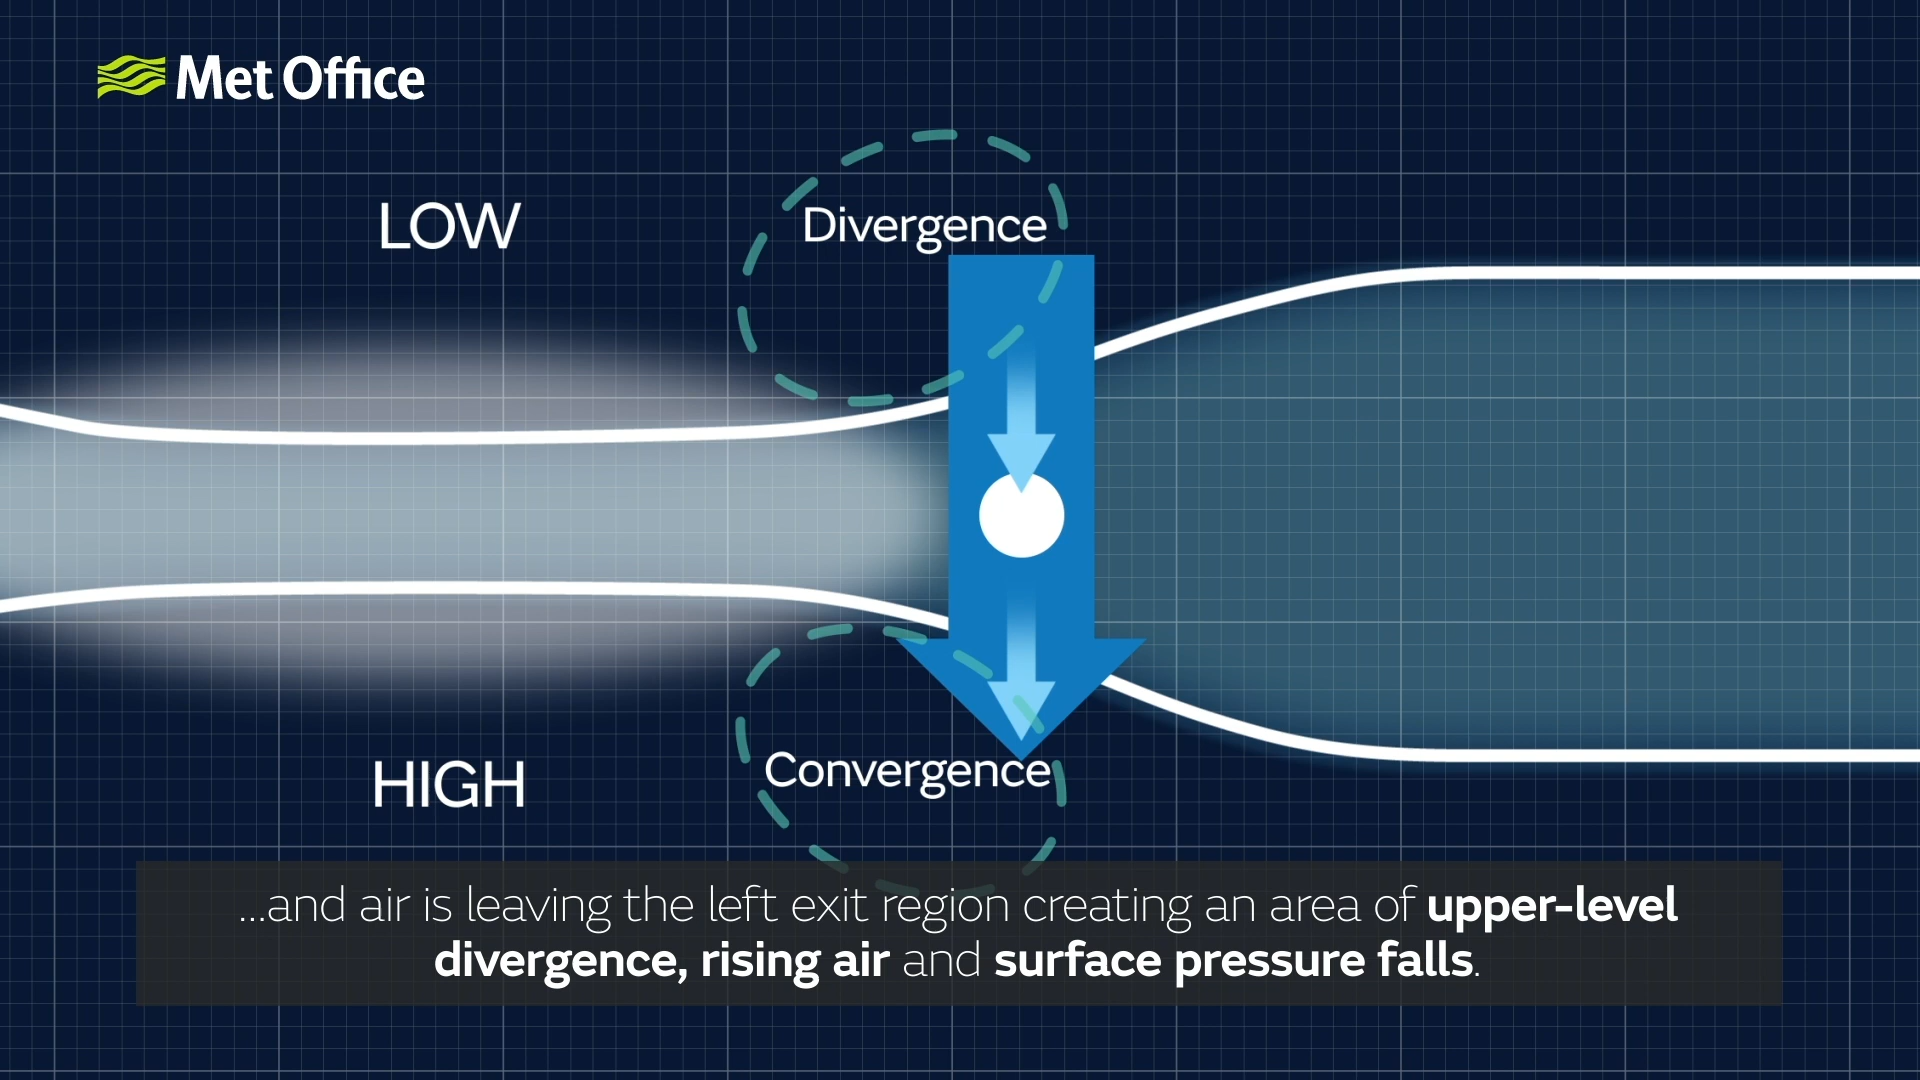 Met Office
LOW
Divergence
HIGH
Convergence
...and air is leaving the left exit region creating an area of upper-level
divergence, rising air and surface pressure falls.